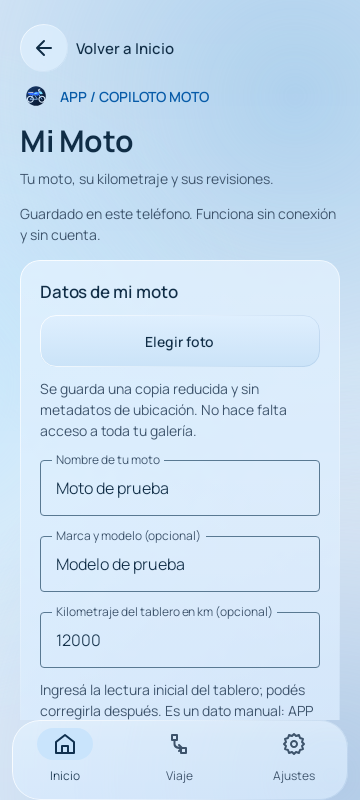 Volver a Inicio
APP / COPILOTO MOTO
Mi Moto
Tu moto, su kilometraje y sus revisiones.
Guardado en este teléfono. Funciona sin conexión
y sin cuenta.
Datos de mi moto
Elegir foto
Se guarda una copia reducida y sin
metadatos de ubicación. No hace falta
acceso a toda tu galería.
Nombre de tu moto
Moto de prueba
Marca y modelo (opcional)
Modelo de prueba
Kilometraje del tablero en km (opcional)
12000
Ingresá la lectura inicial del tablero; podés
corregirla después. Es un dato manual: APP
Inicio
Viaje
Ajustes